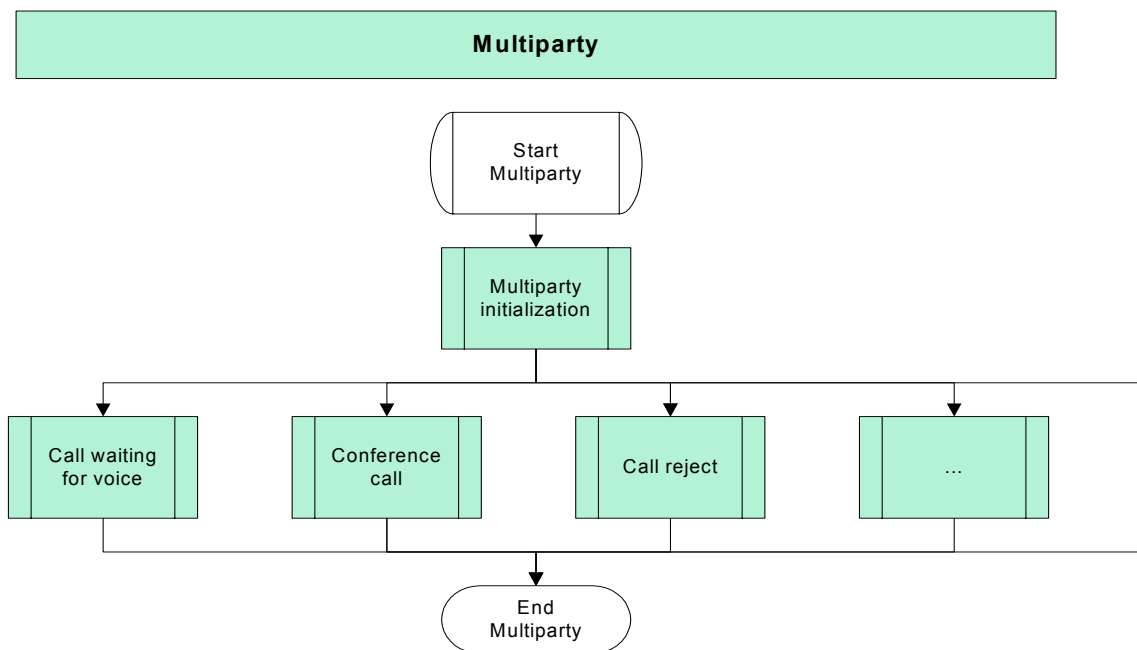 Multiparty
Start
Multiparty
Multiparty
initialization
Call waiting
for voice
Conference
call
Call reject
...
End
Multiparty